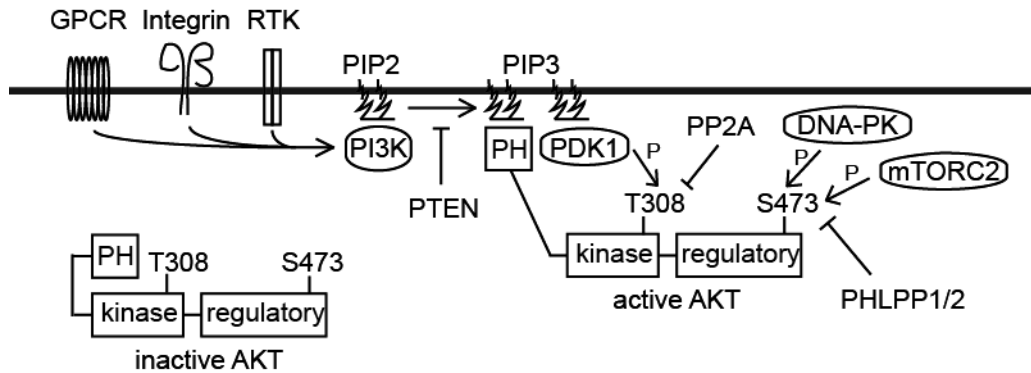 GPCR Integrin RTK
PIP2 PIP3
PI3K
PTEN
PH
PDK1
P
PP2A
DNA-PK
P
P
mTORC2
T308
S473
kinase
regulatory
active AKT
PHLPP1/2
PH
T308
S473
kinase
regulatory
inactive AKT